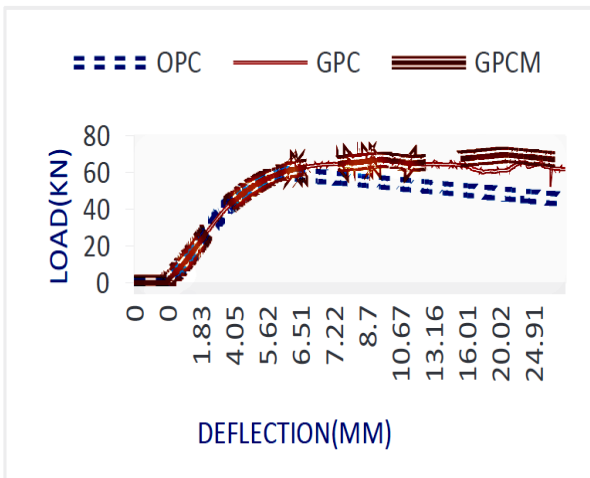 OPC GPC GPCM
80
60
40
20
0
LOAD(KN)
0 0 1.83 4.05 5.62 6.51 7.22 8.7 10.67 13.16 16.01 20.02 24.91
DEFLECTION(MM)